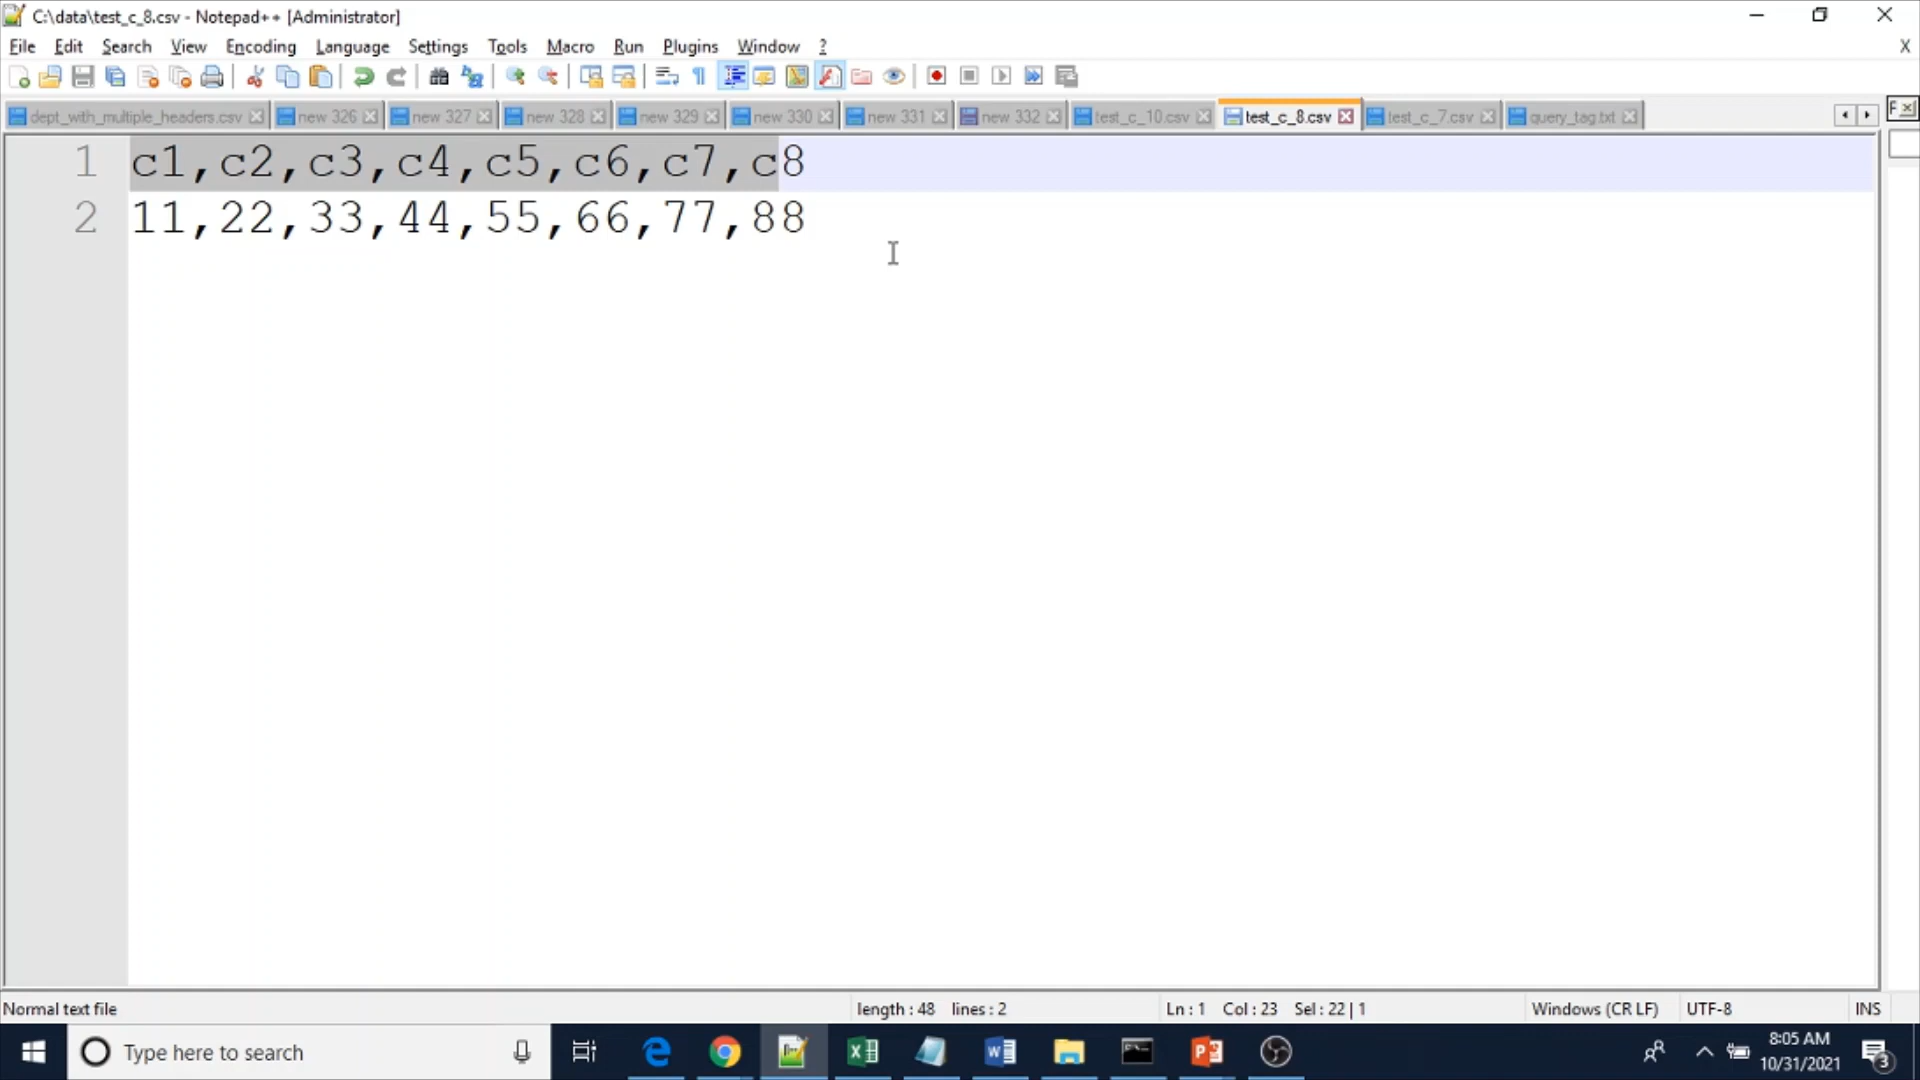 C:\data\test_c_8.csv - Notepad++ [Administrator]
File Edit Search View Encoding Language Settings Tools Macro Run Plugins Window ? X
dept_with_multiple_headers.csv new 326 new 327 new 328 new 329 new 330 new 331 new 332 test_c_10.csv test_c_8.csv test_c_7.csv query_tag.txt F
1 c1,c2,c3,c4,c5,c6,c7,c8
2 11,22,33,44,55,66,77,88
Normal text file length : 48 lines : 2 Ln : 1 Col : 23 Sel : 22 | 1 Windows (CR LF) UTF-8 INS
Type here to search
8:05 AM
10/31/2021
3